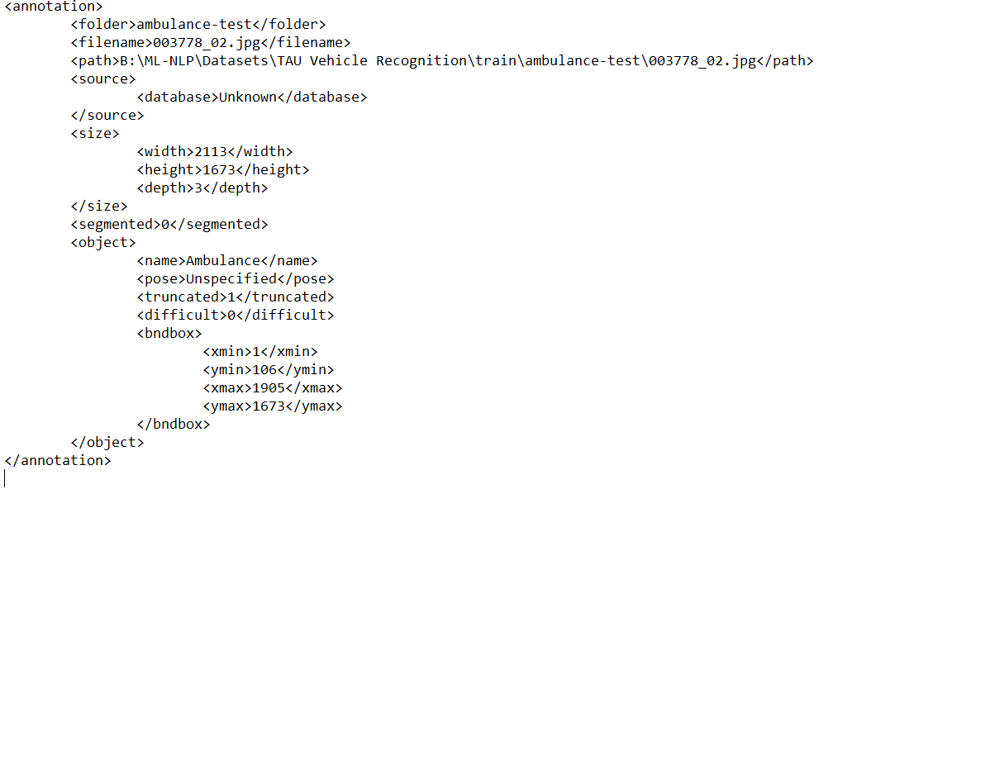 <annotation>
	<folder>ambulance-test</folder>
	<filename>003778_02.jpg</filename>
	<path>B:\ML-NLP\Datasets\TAU Vehicle Recognition\train\ambulance-test\003778_02.jpg</path>
	<source>
		<database>Unknown</database>
	</source>
	<size>
		<width>2113</width>
		<height>1673</height>
		<depth>3</depth>
	</size>
	<segmented>0</segmented>
	<object>
		<name>Ambulance</name>
		<pose>Unspecified</pose>
		<truncated>1</truncated>
		<difficult>0</difficult>
		<bndbox>
			<xmin>1</xmin>
			<ymin>106</ymin>
			<xmax>1905</xmax>
			<ymax>1673</ymax>
		</bndbox>
	</object>
</annotation>